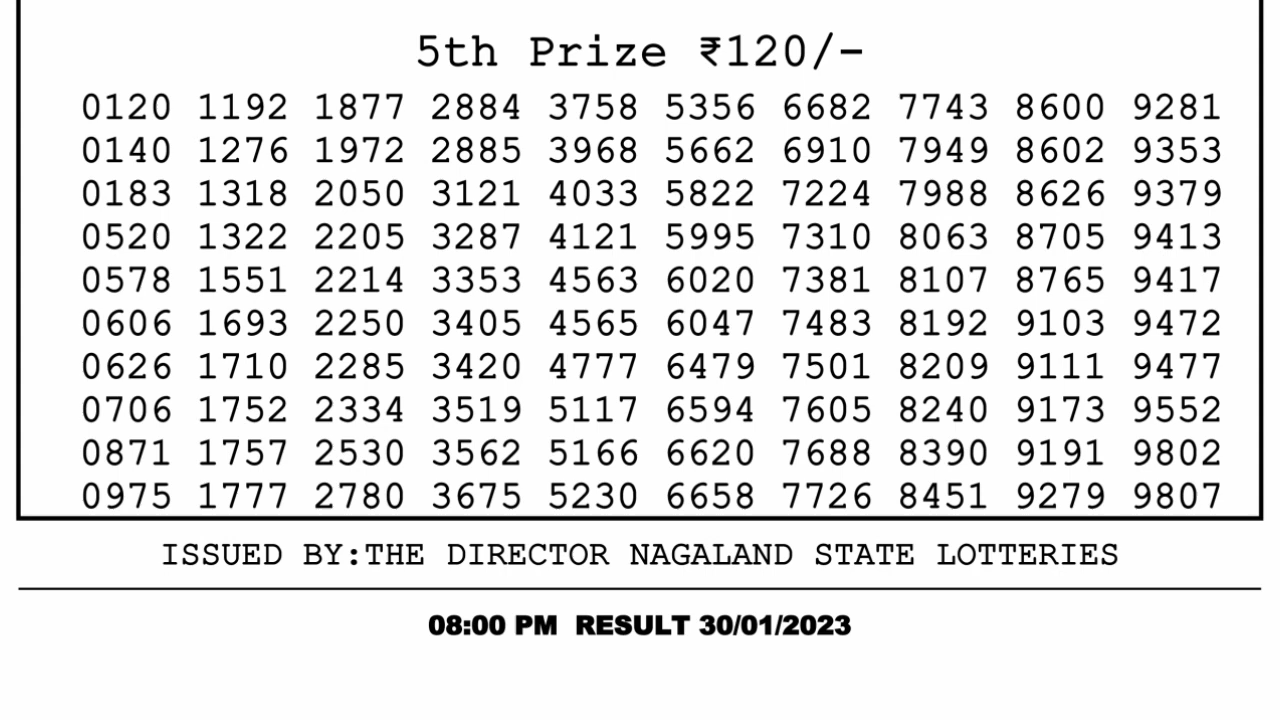 5th Prize ₹120/-
0120 1192 1877 2884 3758 5356 6682 7743 8600 9281
0140 1276 1972 2885 3968 5662 6910 7949 8602 9353
0183 1318 2050 3121 4033 5822 7224 7988 8626 9379
0520 1322 2205 3287 4121 5995 7310 8063 8705 9413
0578 1551 2214 3353 4563 6020 7381 8107 8765 9417
0606 1693 2250 3405 4565 6047 7483 8192 9103 9472
0626 1710 2285 3420 4777 6479 7501 8209 9111 9477
0706 1752 2334 3519 5117 6594 7605 8240 9173 9552
0871 1757 2530 3562 5166 6620 7688 8390 9191 9802
0975 1777 2780 3675 5230 6658 7726 8451 9279 9807
ISSUED BY:THE DIRECTOR NAGALAND STATE LOTTERIES
08:00 PM RESULT 30/01/2023